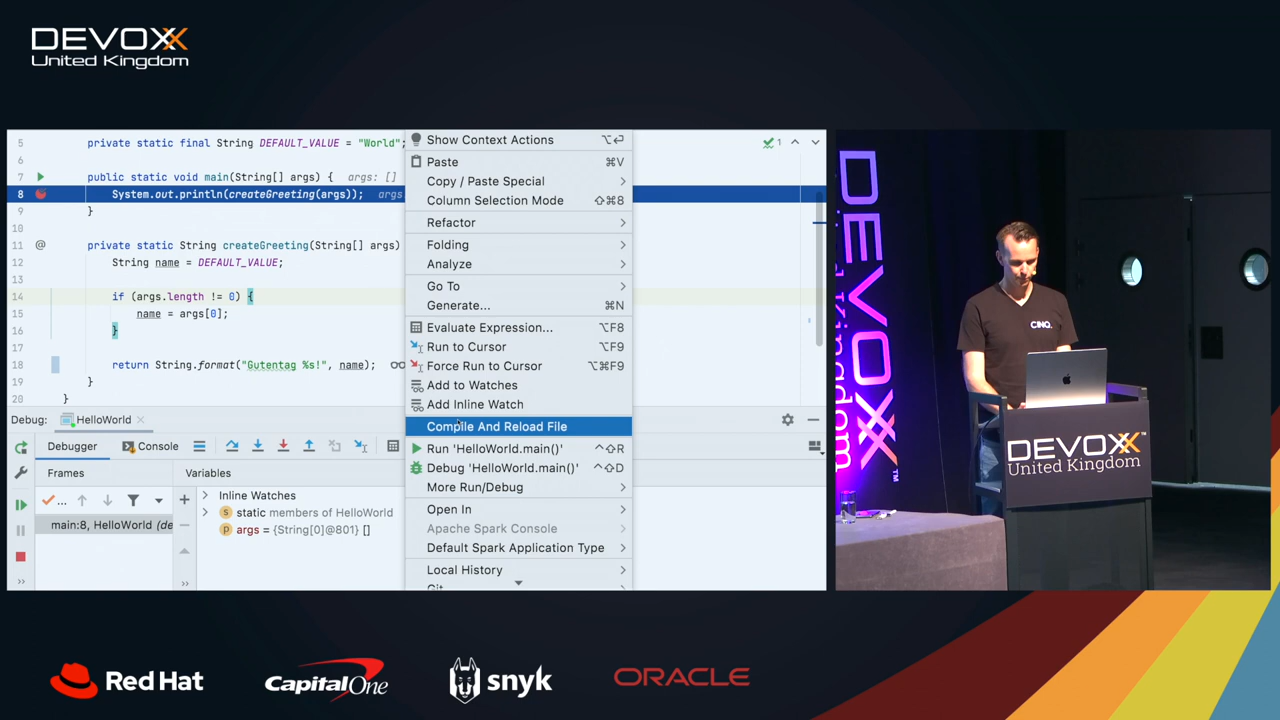 DEVOXX
United Kingdom
5 private static final String DEFAULT_VALUE = "World";
6
7 public static void main(String[] args) { args: []
8 System.out.println(createGreeting(args)); args
9 }
10
11 @ private static String createGreeting(String[] args)
12 String name = DEFAULT_VALUE;
13
14 if (args.length != 0) {
15 name = args[0];
16 }
17
18 return String.format("Gutentag %s!", name);
19 }
20 }
1
Show Context Actions ⌥⏎
Paste ⌘V
Copy / Paste Special
Column Selection Mode ⇧⌘8
Refactor
Folding
Analyze
Go To
Generate... ⌘N
Evaluate Expression... ⌥F8
Run to Cursor ⌥F9
Force Run to Cursor ⌥⌘F9
Add to Watches
Add Inline Watch
Compile And Reload File
Run 'HelloWorld.main()' ^⇧R
Debug 'HelloWorld.main()' ^⇧D
More Run/Debug
Open In
Apache Spark Console
Default Spark Application Type
Local History
Git
Debug: HelloWorld
Debugger Console
Frames Variables
... 
main:8, HelloWorld (de
Inline Watches
s static members of HelloWorld
p args = {String[0]@801} []
DEVOXX
United Kingdom
CINQ.
DEVOXX™
United Kingdom
Red Hat
Capital One
snyk
ORACLE